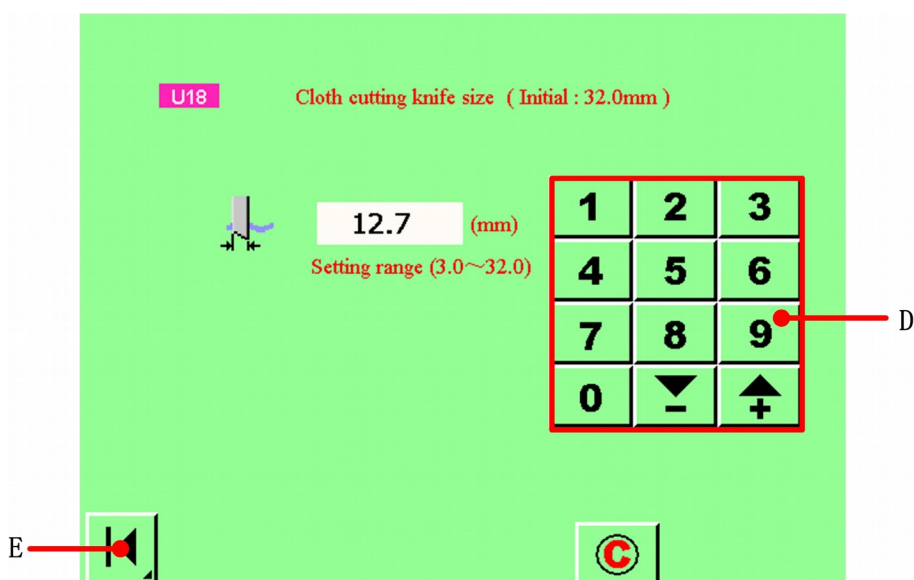 U18 Cloth cutting knife size ( Initial : 32.0mm )
12.7 (mm)
Setting range (3.0～32.0)
1 2 3
4 5 6
7 8 9
0 - +
D
E
C